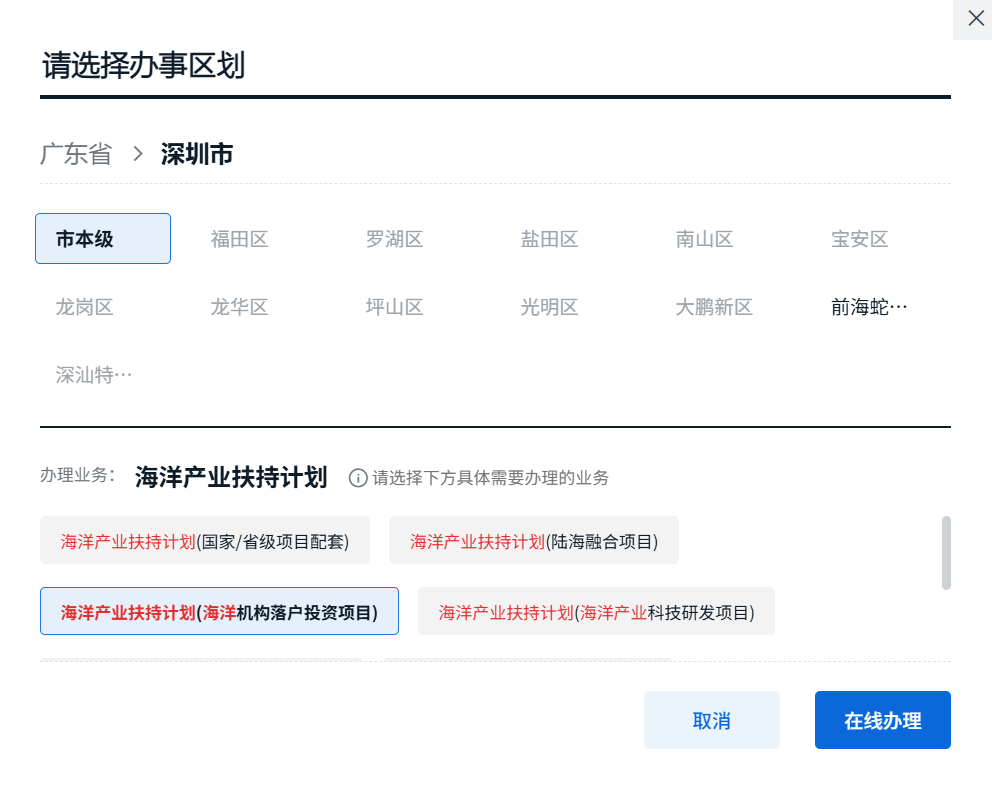 请选择办事区划
广东省 > 深圳市
市本级 福田区 罗湖区 盐田区 南山区 宝安区
龙岗区 龙华区 坪山区 光明区 大鹏新区 前海蛇…
深汕特…
办理业务： 海洋产业扶持计划 请选择下方具体需要办理的业务
海洋产业扶持计划(国家/省级项目配套) 海洋产业扶持计划(陆海融合项目)
海洋产业扶持计划(海洋机构落户投资项目) 海洋产业扶持计划(海洋产业科技研发项目)
取消 在线办理